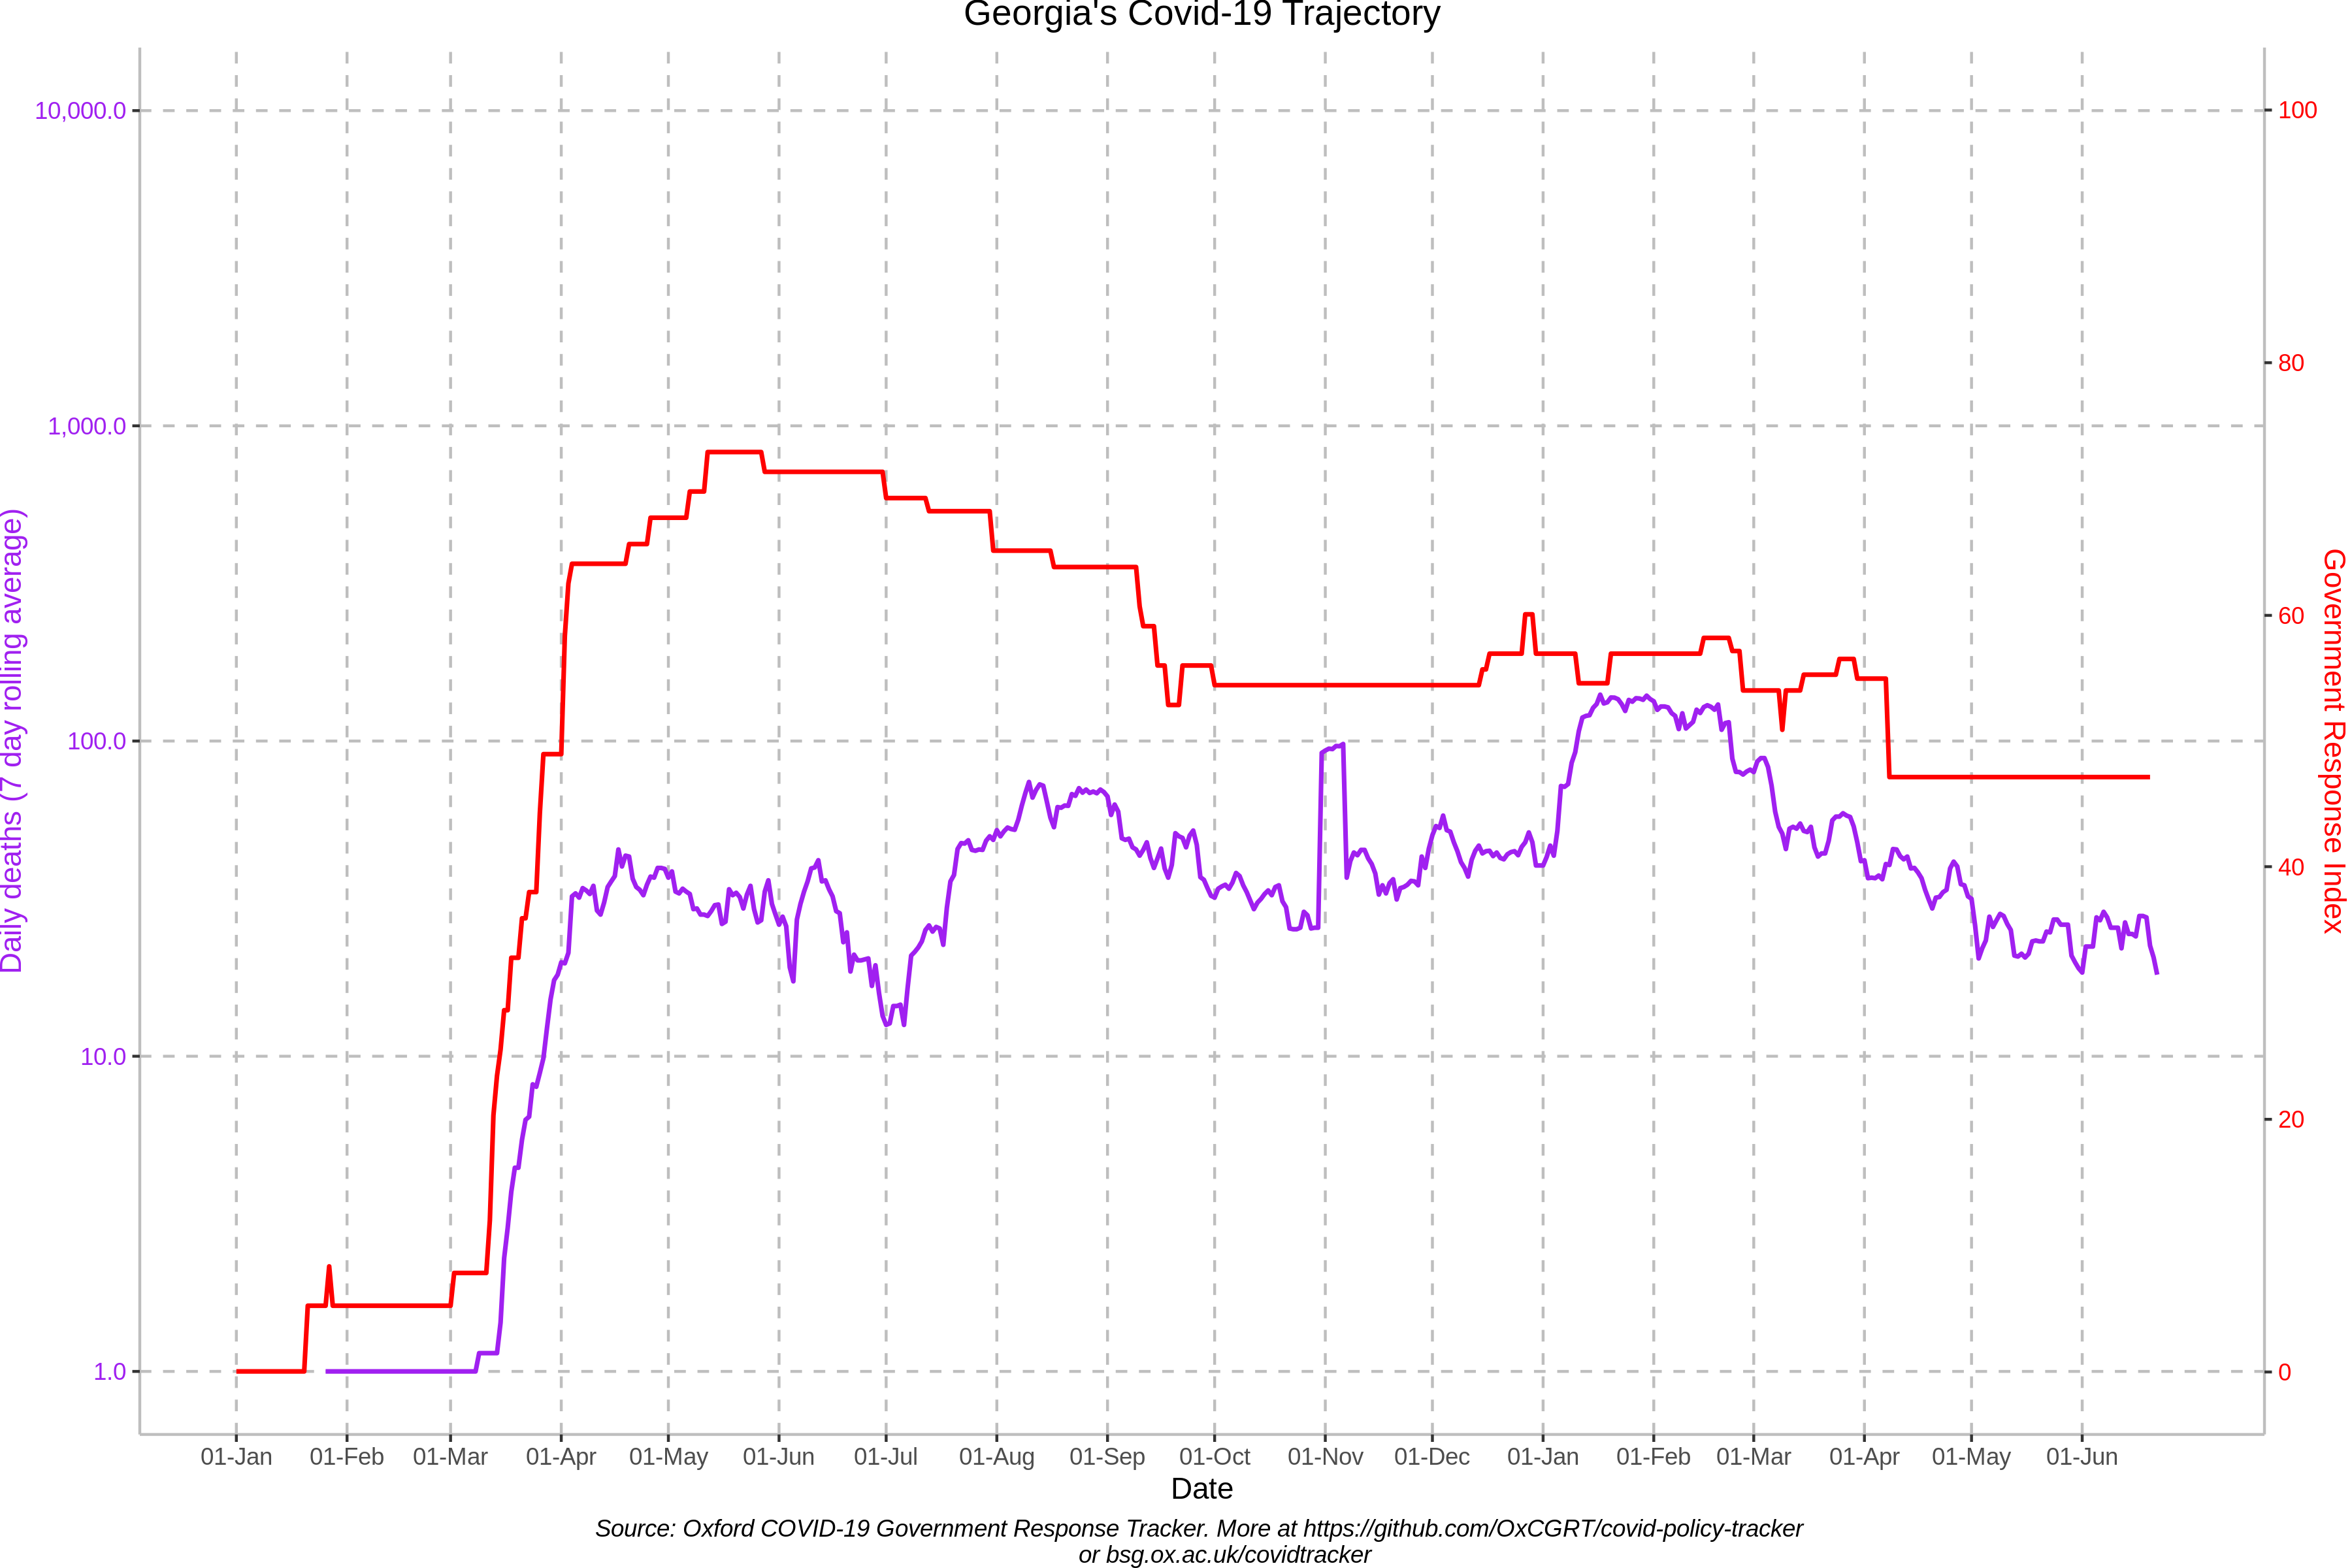 Georgia's Covid-19 Trajectory
10,000.0
1,000.0
100.0
10.0
1.0
Daily deaths (7 day rolling average)
100
80
60
40
20
0
Government Response Index
01-Jan 01-Feb 01-Mar 01-Apr 01-May 01-Jun 01-Jul 01-Aug 01-Sep 01-Oct 01-Nov 01-Dec 01-Jan 01-Feb 01-Mar 01-Apr 01-May 01-Jun
Date
Source: Oxford COVID-19 Government Response Tracker. More at https://github.com/OxCGRT/covid-policy-tracker
or bsg.ox.ac.uk/covidtracker